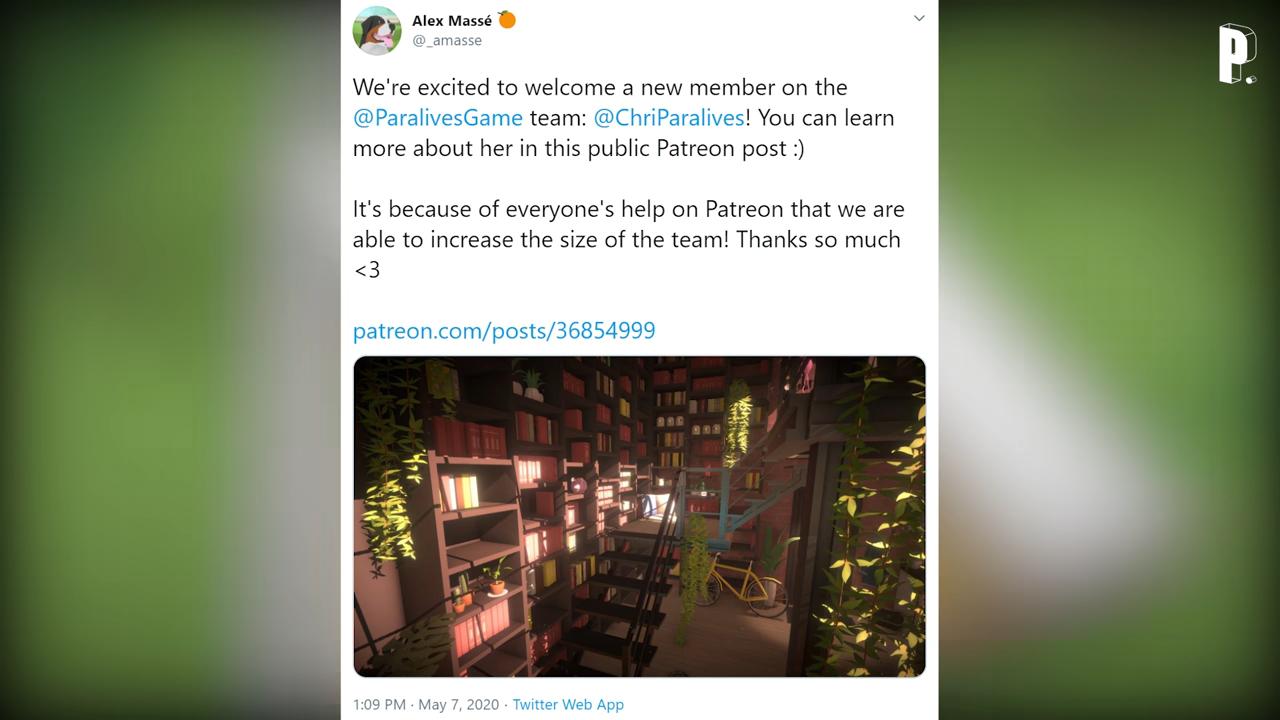 Alex Massé
@_amasse
P.
We're excited to welcome a new member on the
@ParalivesGame team: @ChriParalives! You can learn
more about her in this public Patreon post :)
It's because of everyone's help on Patreon that we are
able to increase the size of the team! Thanks so much
<3
patreon.com/posts/36854999
1:09 PM · May 7, 2020 · Twitter Web App